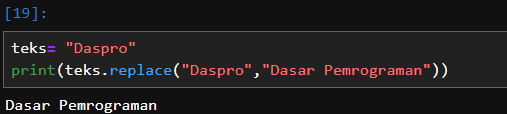 [19]:
teks= "Daspro"
print(teks.replace("Daspro","Dasar Pemrograman"))
Dasar Pemrograman